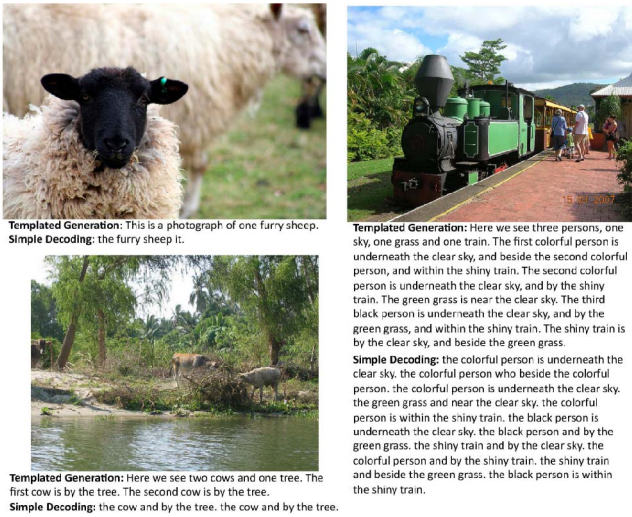 Templated Generation: This is a photograph of one furry sheep.
Simple Decoding: the furry sheep it.
Templated Generation: Here we see two cows and one tree. The
first cow is by the tree. The second cow is by the tree.
Simple Decoding: the cow and by the tree. the cow and by the tree.
15.03.2007
Templated Generation: Here we see three persons, one
sky, one grass and one train. The first colorful person is
underneath the clear sky, and beside the second colorful
person, and within the shiny train. The second colorful
person is underneath the clear sky, and by the shiny
train. The green grass is near the clear sky. The third
black person is underneath the clear sky, and by the
green grass, and within the shiny train. The shiny train is
by the clear sky, and beside the green grass.
Simple Decoding: the colorful person is underneath the
clear sky. the colorful person who beside the colorful
person. the colorful person is underneath the clear sky.
the green grass and near the clear sky. the colorful
person is within the shiny train. the black person is
underneath the clear sky. the black person and by the
green grass. the shiny train and by the clear sky. the
colorful person and by the shiny train. the shiny train
and beside the green grass. the black person is within
the shiny train.